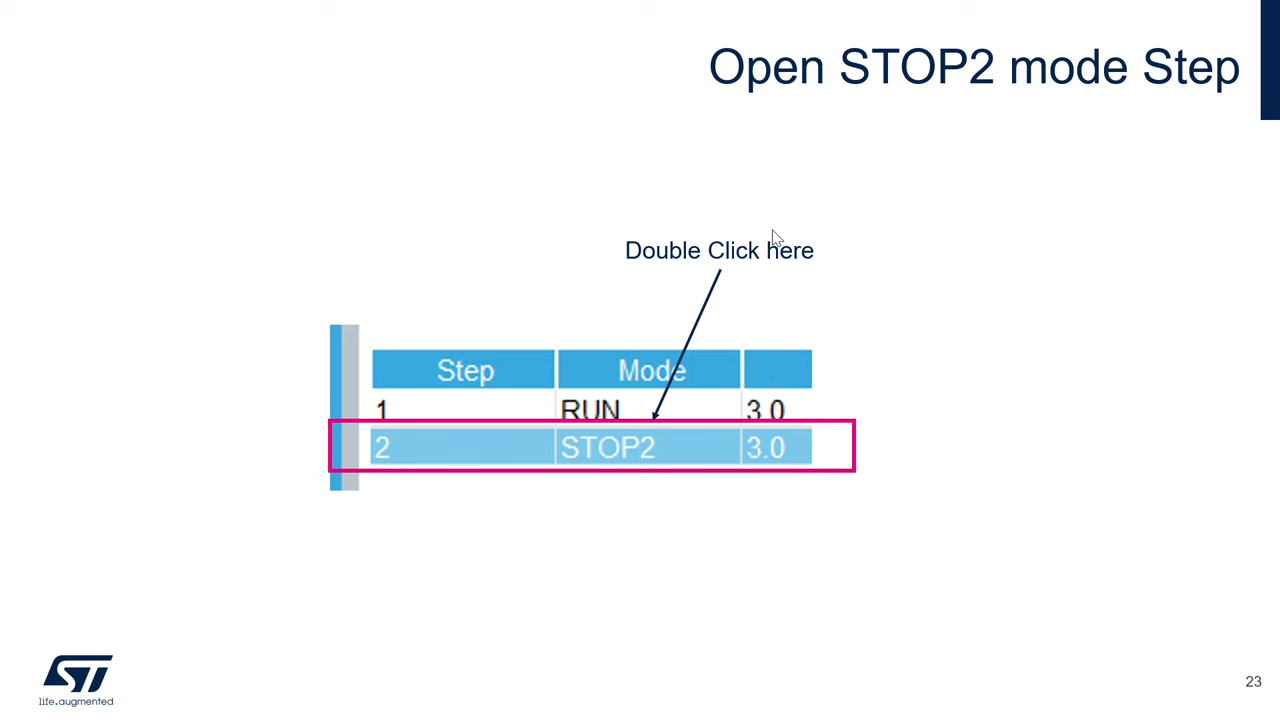 Open STOP2 mode Step
Double Click here
Step Mode
1 RUN 3.0
2 STOP2 3.0
ST
life.augmented
23